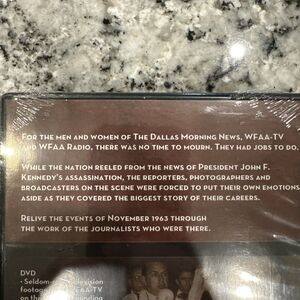 For the men and women of The Dallas Morning News, WFAA-TV
and WFAA Radio, there was no time to mourn. They had jobs to do.
While the nation reeled from the news of President John F.
Kennedy's assassination, the reporters, photographers and
broadcasters on the scene were forced to put their own emotions
aside as they covered the biggest story of their careers.
Relive the events of November 1963 through
the work of the journalists who were there.
DVD